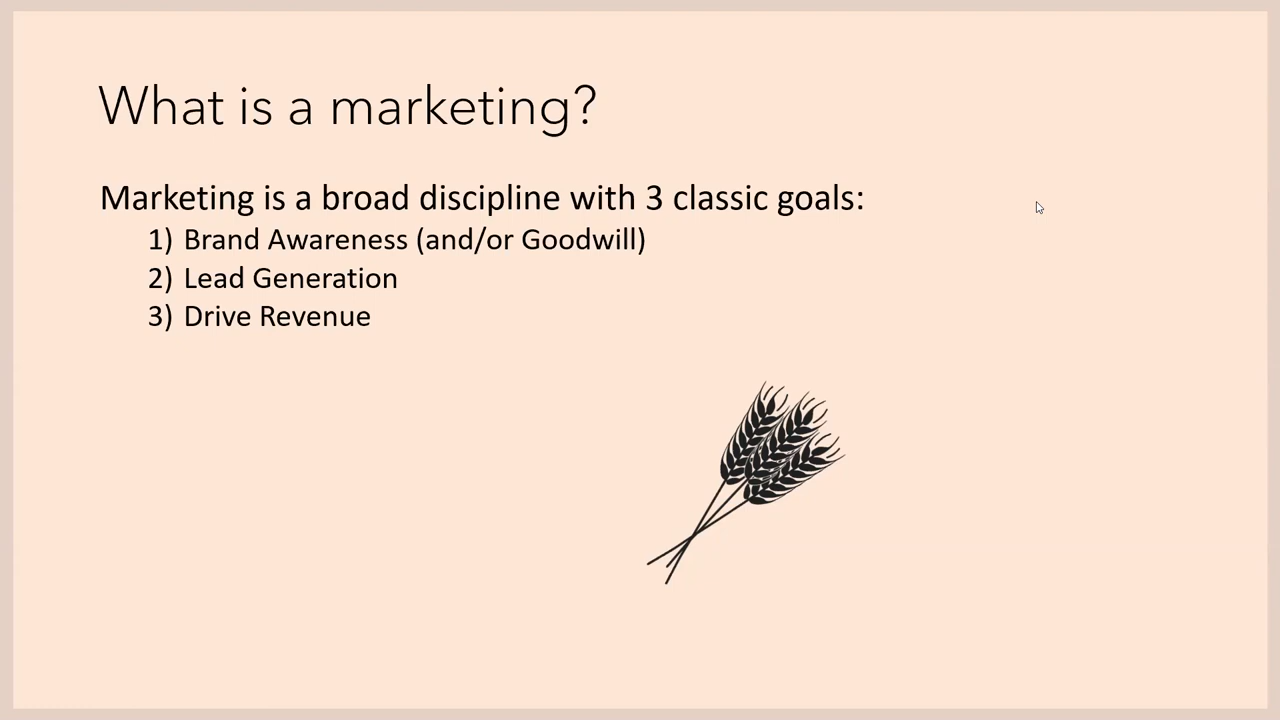 What is a marketing?
Marketing is a broad discipline with 3 classic goals:
1) Brand Awareness (and/or Goodwill)
2) Lead Generation
3) Drive Revenue